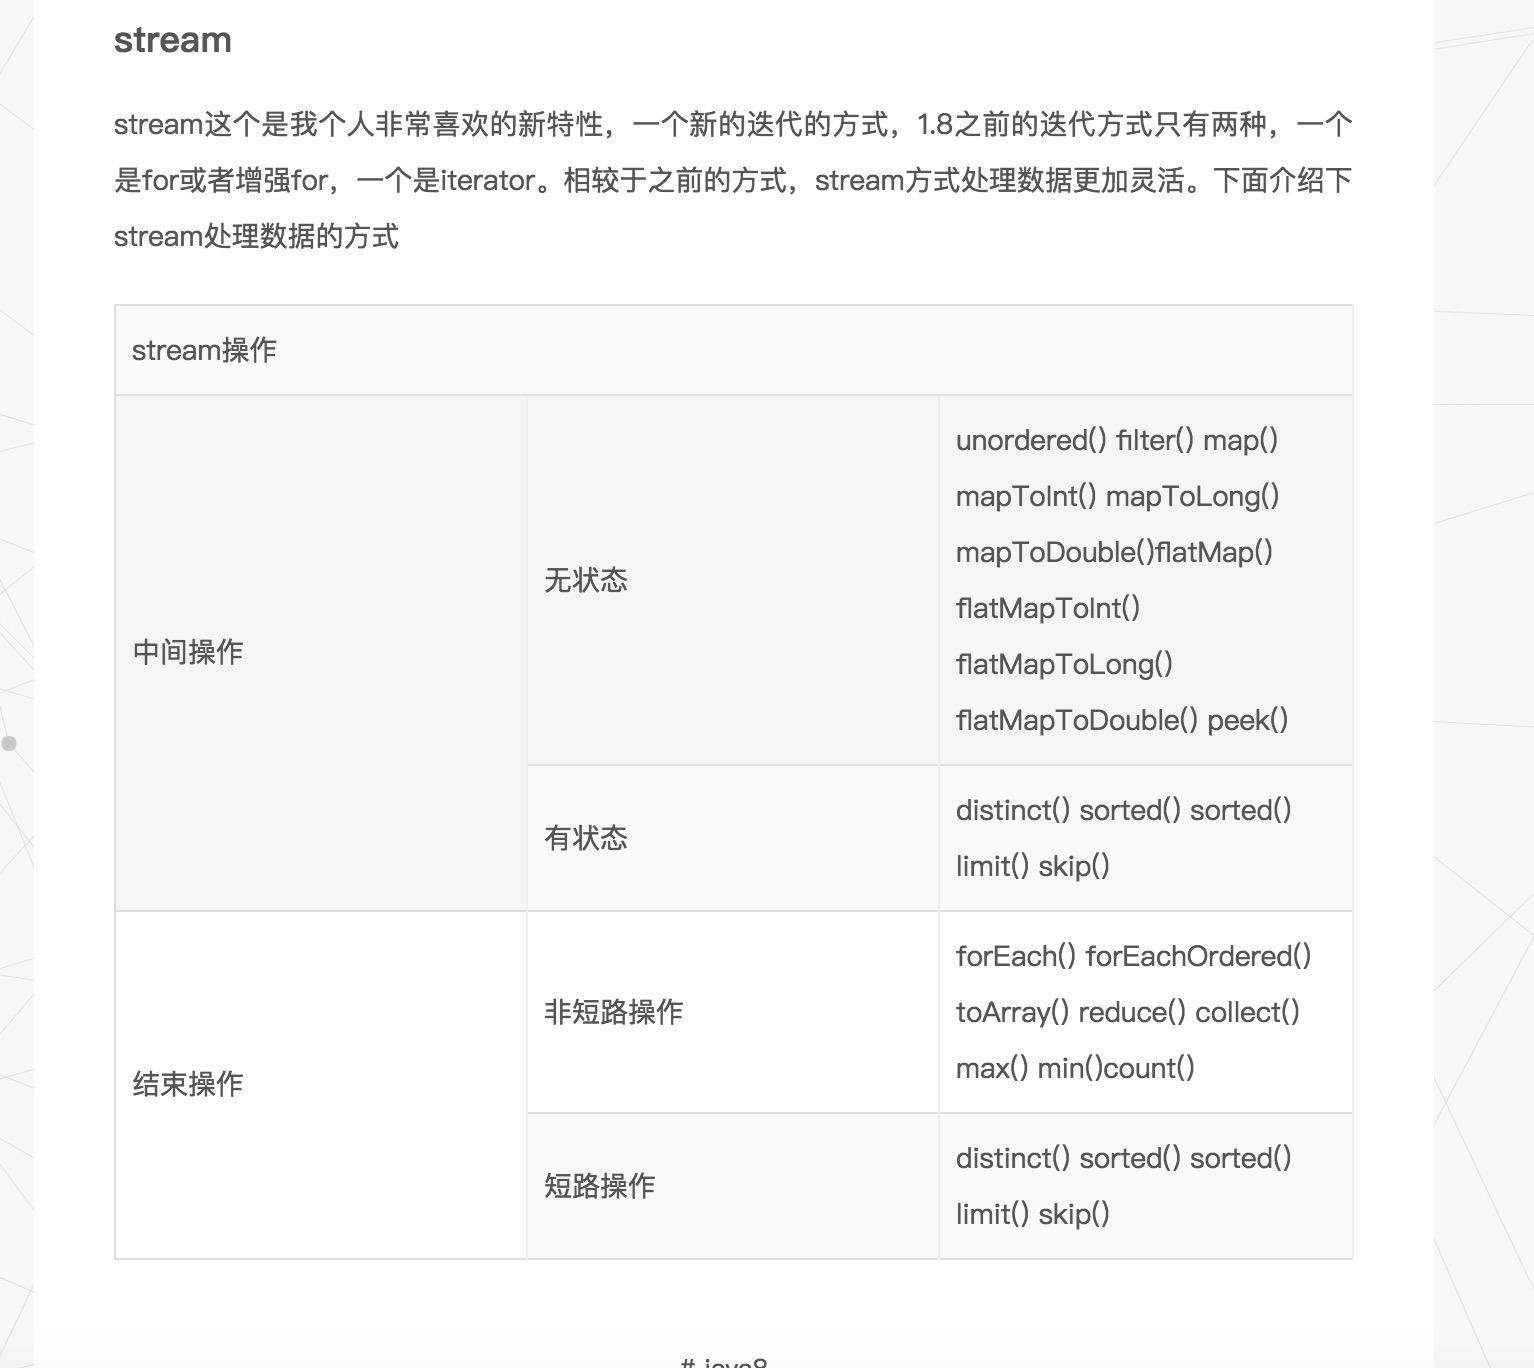 stream
stream这个是我个人非常喜欢的新特性，一个新的迭代的方式，1.8之前的迭代方式只有两种，一个
是for或者增强for，一个是iterator。相较于之前的方式，stream方式处理数据更加灵活。下面介绍下
stream处理数据的方式
stream操作
中间操作
无状态
unordered() filter() map()
mapToInt() mapToLong()
mapToDouble()flatMap()
flatMapToInt()
flatMapToLong()
flatMapToDouble() peek()
有状态
distinct() sorted() sorted()
limit() skip()
结束操作
非短路操作
forEach() forEachOrdered()
toArray() reduce() collect()
max() min()count()
短路操作
distinct() sorted() sorted()
limit() skip()
# java8